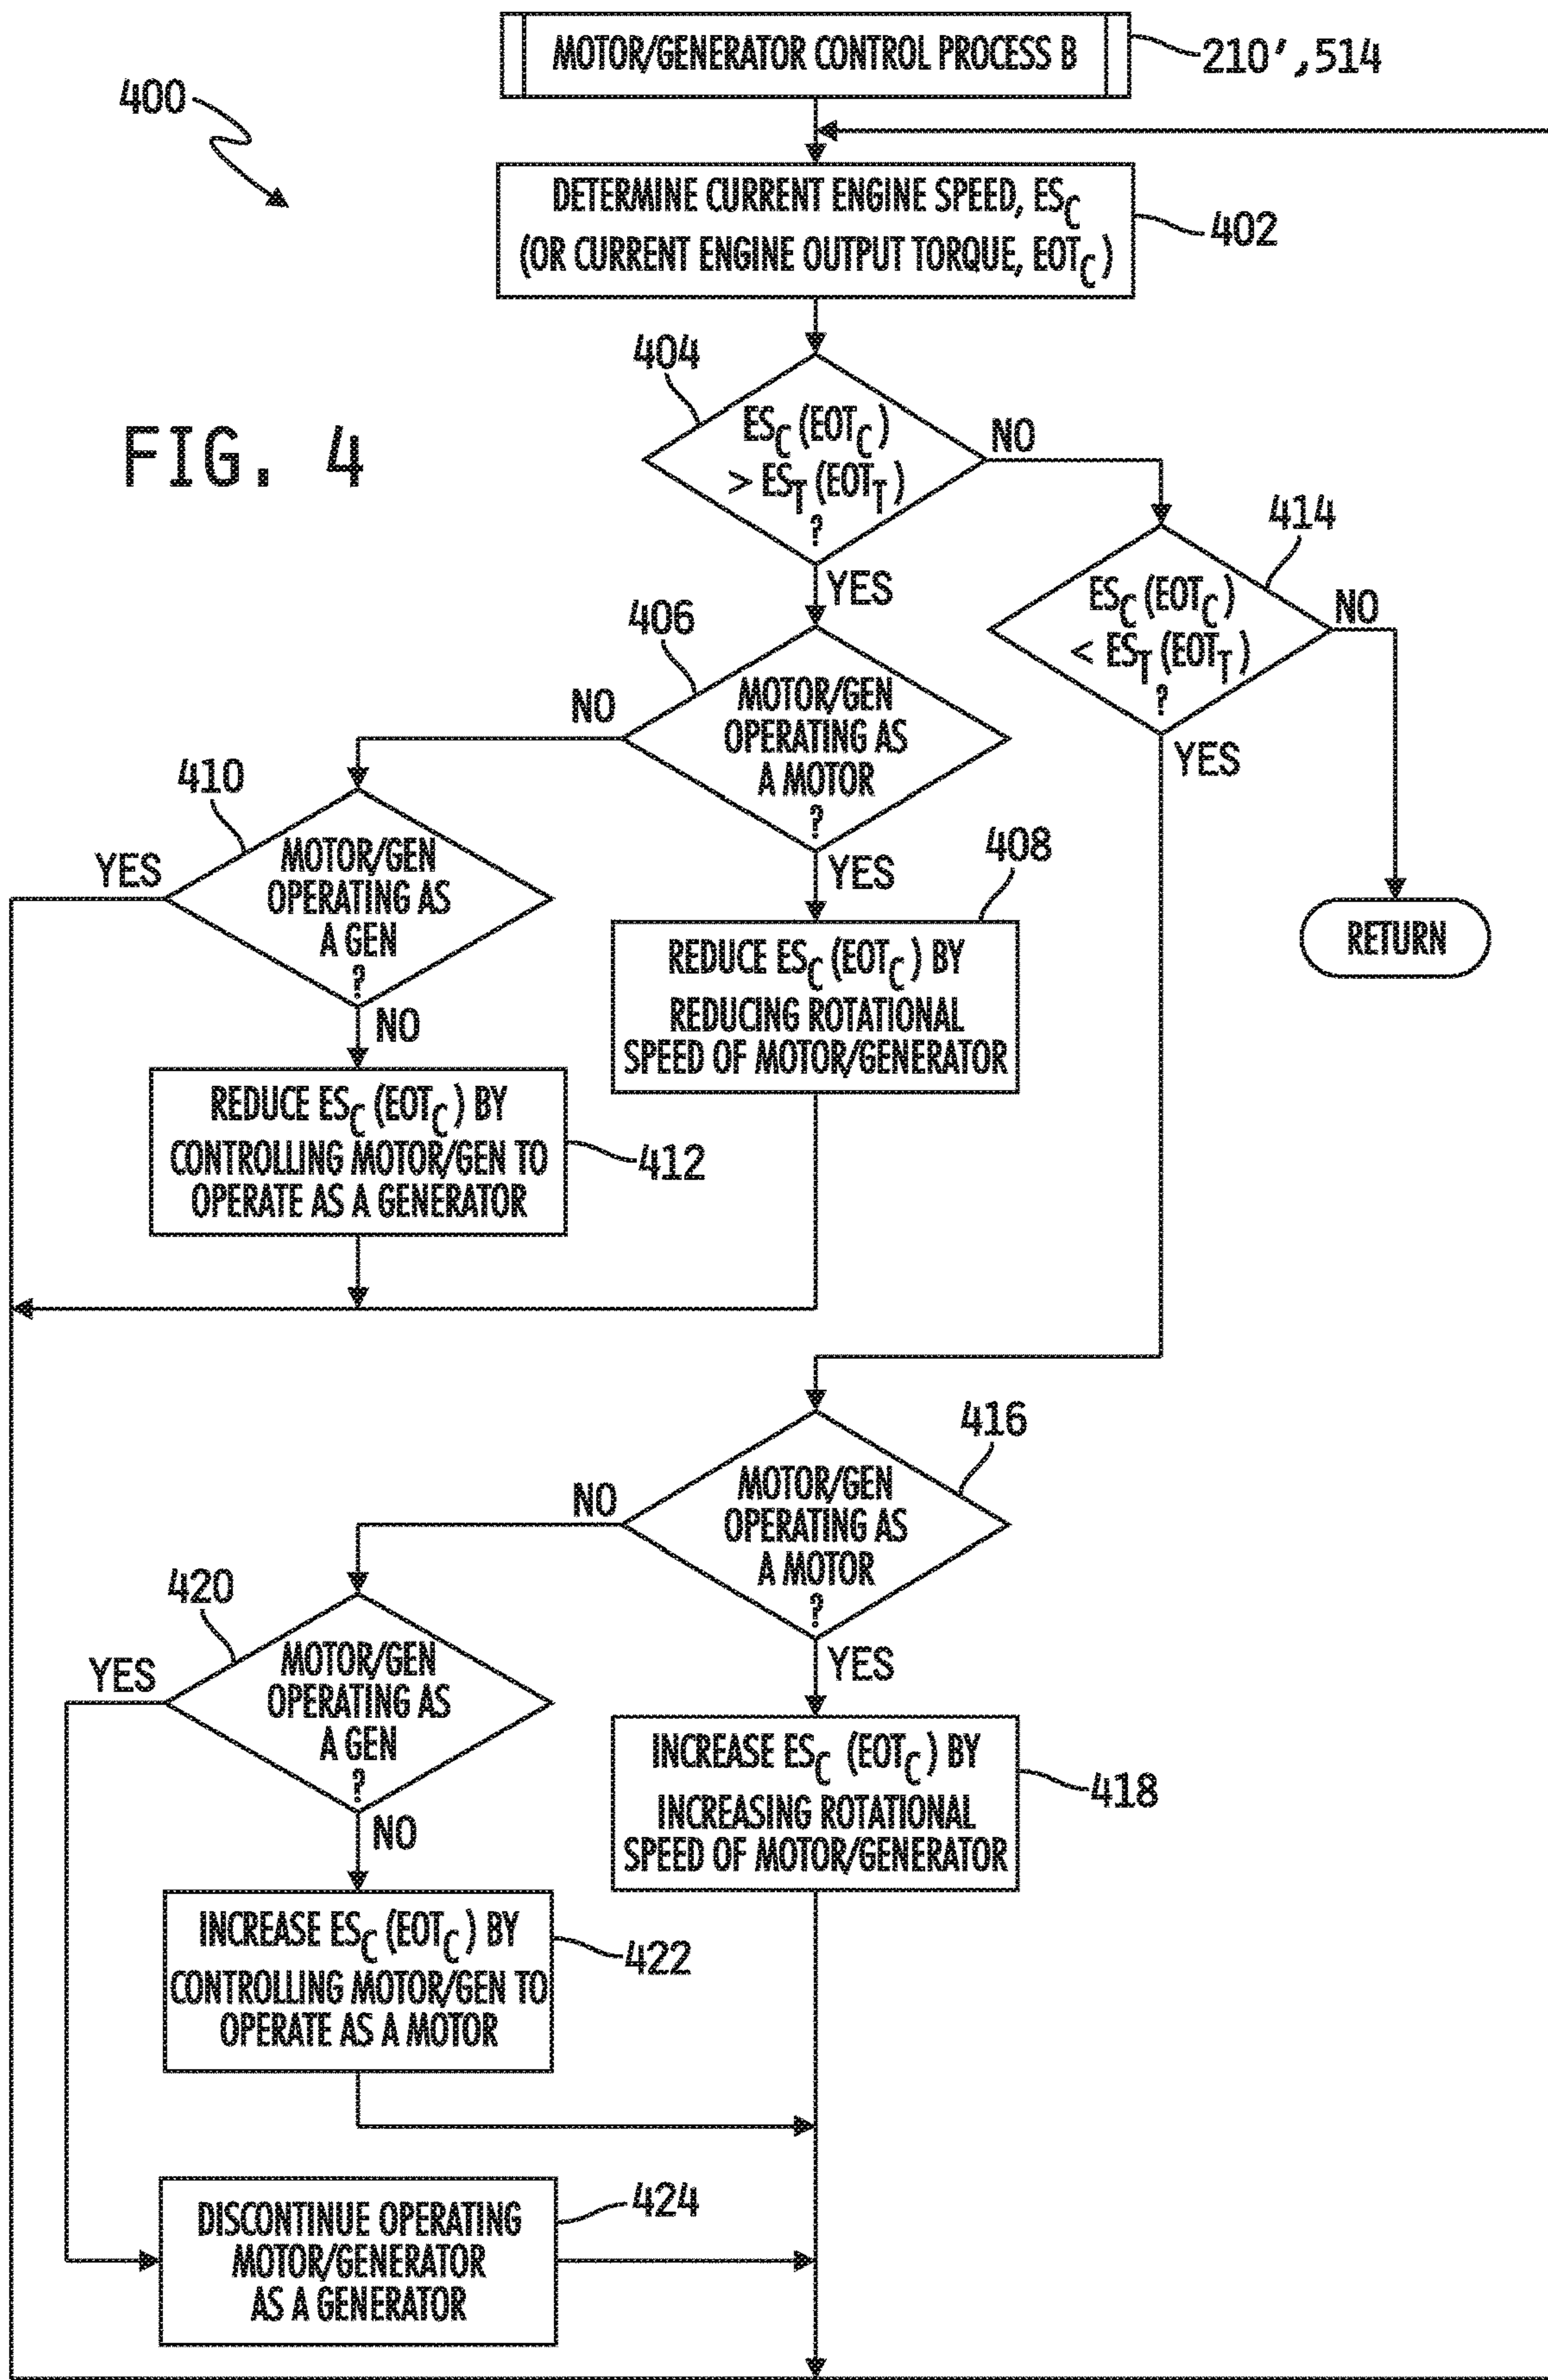 MOTOR/GENERATOR CONTROL PROCESS B
210',514
400
DETERMINE CURRENT ENGINE SPEED, ESC
(OR CURRENT ENGINE OUTPUT TORQUE, EOTC)
402
FIG. 4
404
ESC (EOTC)
> EST (EOTT)
?
NO
YES
414
ESC (EOTC)
< EST (EOTT)
?
NO
YES
RETURN
406
MOTOR/GEN
OPERATING AS
A MOTOR
?
NO
YES
410
MOTOR/GEN
OPERATING AS
A GEN
?
YES
NO
408
REDUCE ESC (EOTC) BY
REDUCING ROTATIONAL
SPEED OF MOTOR/GENERATOR
REDUCE ESC (EOTC) BY
CONTROLLING MOTOR/GEN TO
OPERATE AS A GENERATOR
412
416
MOTOR/GEN
OPERATING AS
A MOTOR
?
NO
YES
420
MOTOR/GEN
OPERATING AS
A GEN
?
YES
NO
INCREASE ESC (EOTC) BY
INCREASING ROTATIONAL
SPEED OF MOTOR/GENERATOR
418
INCREASE ESC (EOTC) BY
CONTROLLING MOTOR/GEN TO
OPERATE AS A MOTOR
422
DISCONTINUE OPERATING
MOTOR/GENERATOR
AS A GENERATOR
424